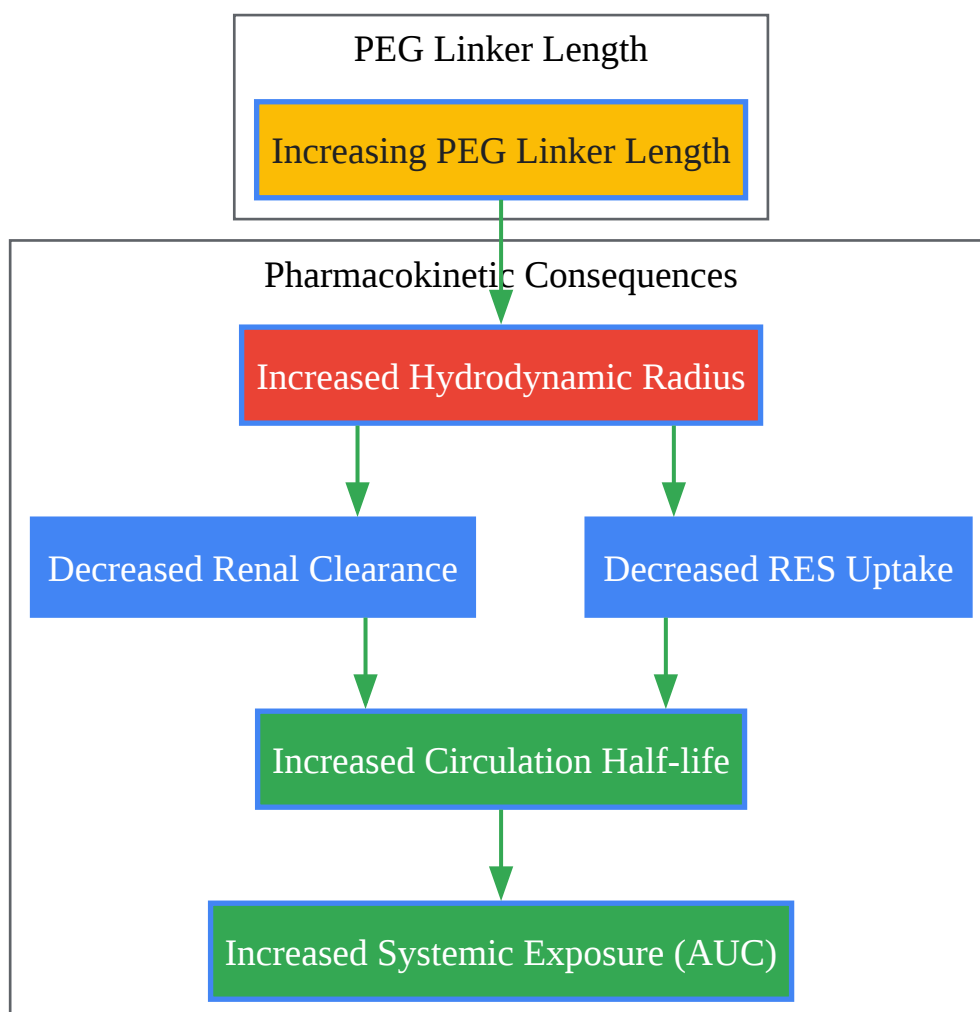 PEG Linker Length
Increasing PEG Linker Length
Pharmacokinetic Consequences
Increased Hydrodynamic Radius
Decreased Renal Clearance
Decreased RES Uptake
Increased Circulation Half-life
Increased Systemic Exposure (AUC)